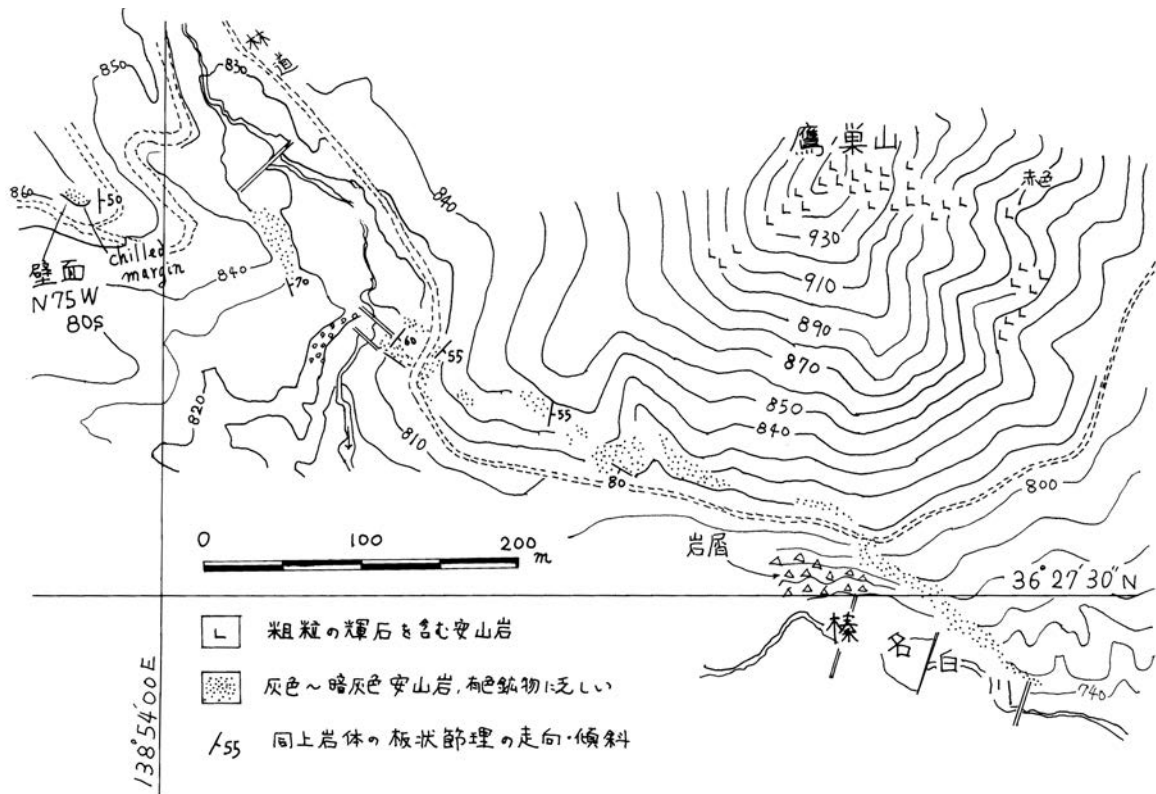 林道
850
830
鷹巣山
赤色
860
50
840
930
chilled
margin
壁面
N75W
80S
840
70
910
890
60
55
870
820
810
55
850
840
80
800
0 100 200
m
岩屑
36°27'30"N
榛名白
740
138°54'00"E
粗粒の輝石を含む安山岩
灰色~暗灰色安山岩,有色鉱物に乏しい
55 同上岩体の板状節理の走向・傾斜